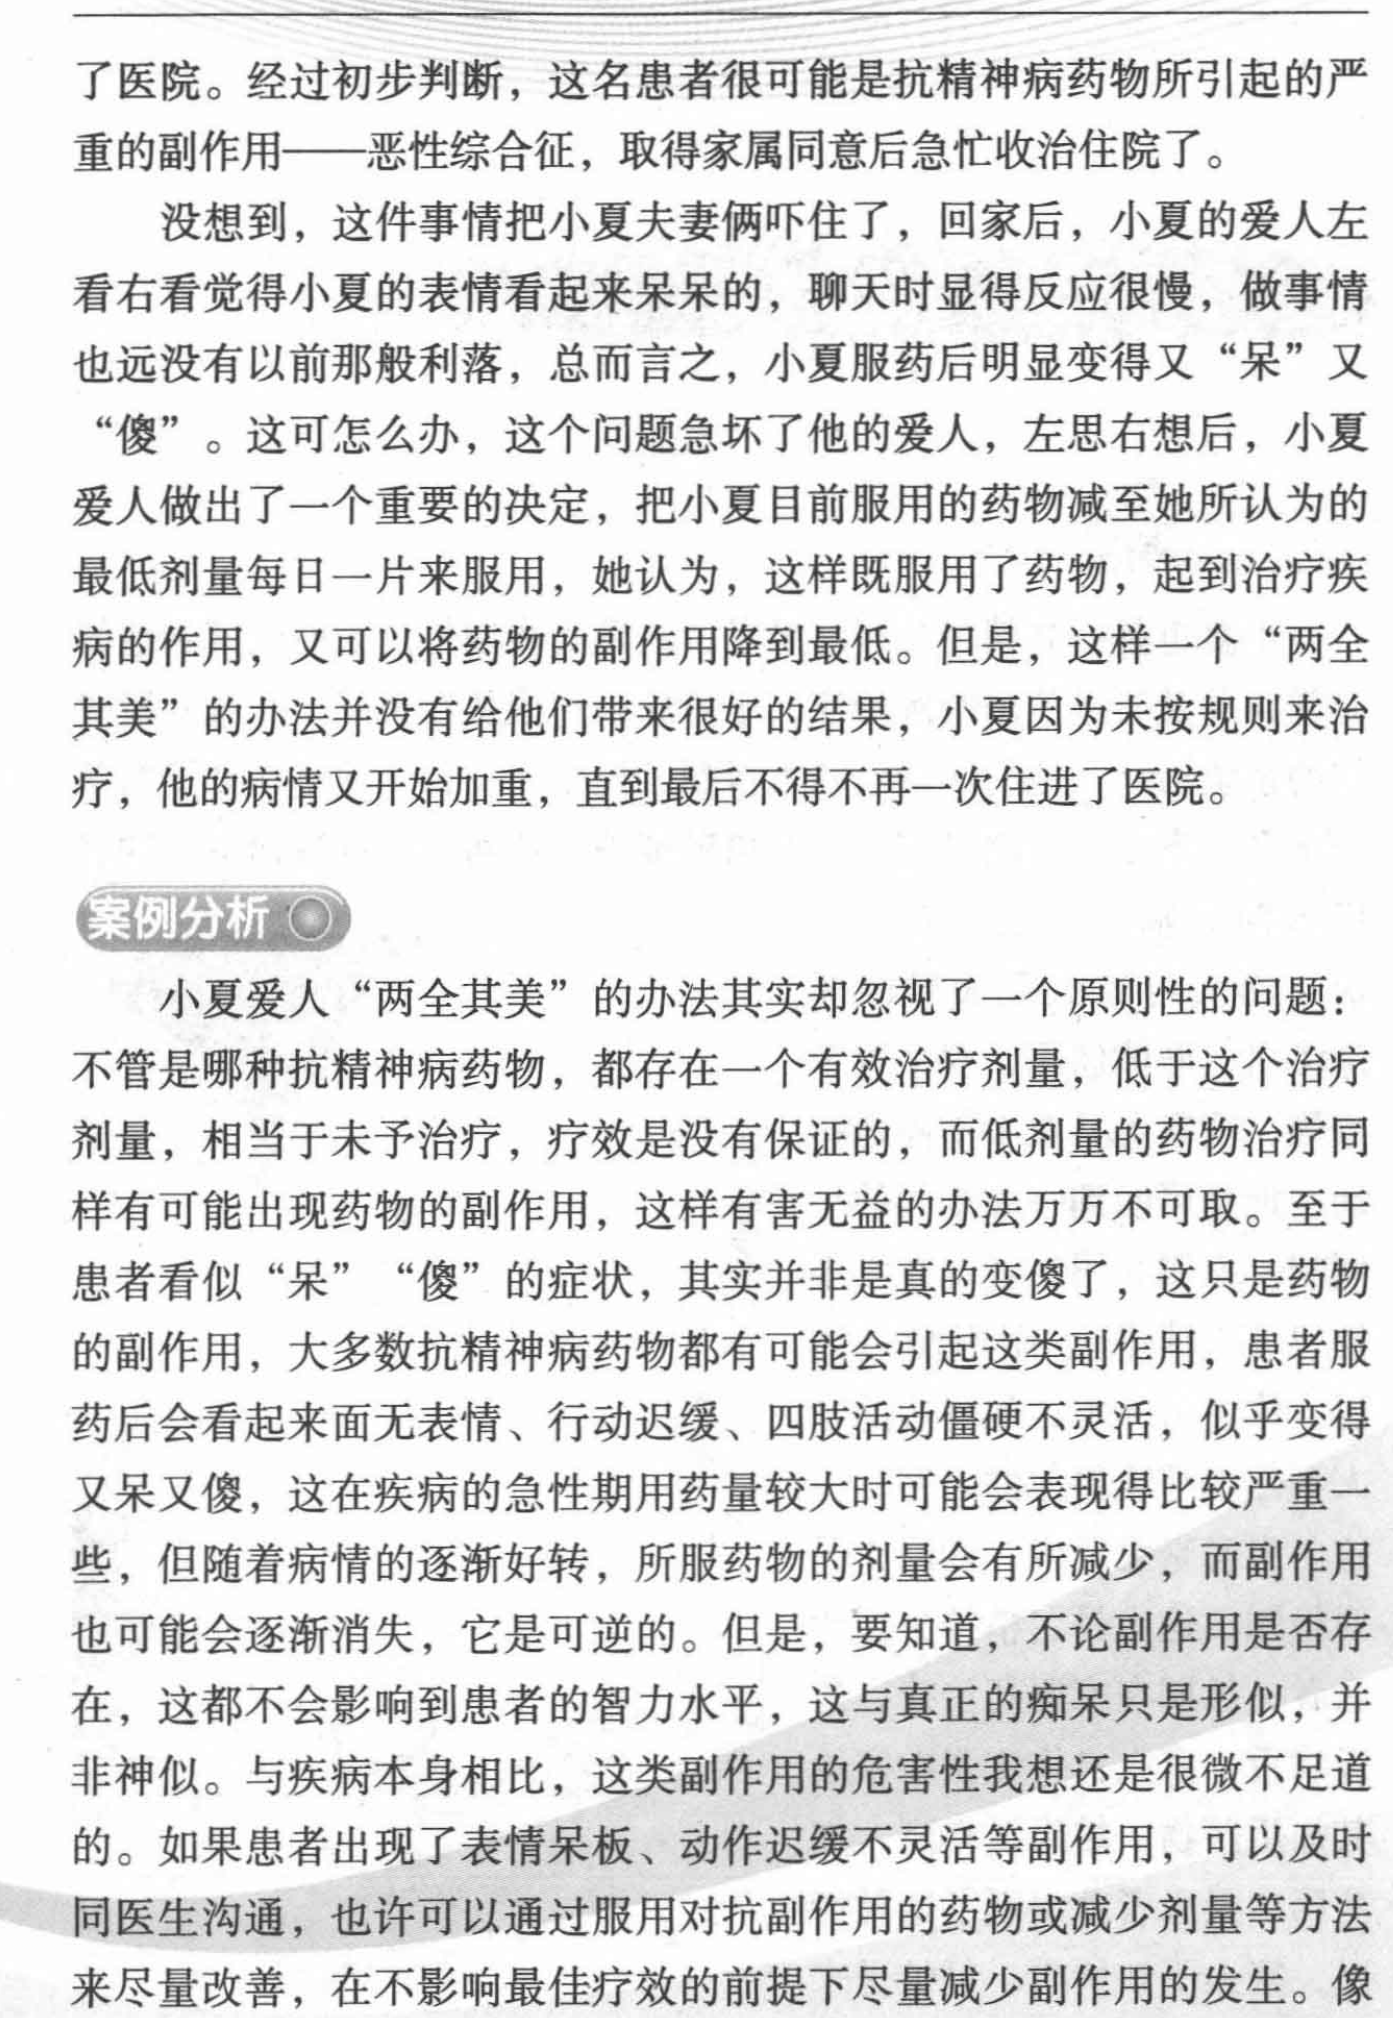 了医院。经过初步判断，这名患者很可能是抗精神病药物所引起的严
重的副作用——恶性综合征，取得家属同意后急忙收治住院了。
没想到，这件事情把小夏夫妻俩吓住了，回家后，小夏的爱人左
看右看觉得小夏的表情看起来呆呆的，聊天时显得反应很慢，做事情
也远没有以前那般利落，总而言之，小夏服药后明显变得又“呆”又
“傻”。这可怎么办，这个问题急坏了他的爱人，左思右想后，小夏
爱人做出了一个重要的决定，把小夏目前服用的药物减至她所认为的
最低剂量每日一片来服用，她认为，这样既服用了药物，起到治疗疾
病的作用，又可以将药物的副作用降到最低。但是，这样一个“两全
其美”的办法并没有给他们带来很好的结果，小夏因为未按规则来治
疗，他的病情又开始加重，直到最后不得不再一次住进了医院。
案例分析
小夏爱人“两全其美”的办法其实却忽视了一个原则性的问题：
不管是哪种抗精神病药物，都存在一个有效治疗剂量，低于这个治疗
剂量，相当于未予治疗，疗效是没有保证的，而低剂量的药物治疗同
样有可能出现药物的副作用，这样有害无益的办法万万不可取。至于
患者看似“呆”“傻”的症状，其实并非是真的变傻了，这只是药物
的副作用，大多数抗精神病药物都有可能会引起这类副作用，患者服
药后会看起来面无表情、行动迟缓、四肢活动僵硬不灵活，似乎变得
又呆又傻，这在疾病的急性期用药量较大时可能会表现得比较严重一
些，但随着病情的逐渐好转，所服药物的剂量会有所减少，而副作用
也可能会逐渐消失，它是可逆的。但是，要知道，不论副作用是否存
在，这都不会影响到患者的智力水平，这与真正的痴呆只是形似，并
非神似。与疾病本身相比，这类副作用的危害性我想还是很微不足道
的。如果患者出现了表情呆板、动作迟缓不灵活等副作用，可以及时
同医生沟通，也许可以通过服用对抗副作用的药物或减少剂量等方法
来尽量改善，在不影响最佳疗效的前提下尽量减少副作用的发生。像